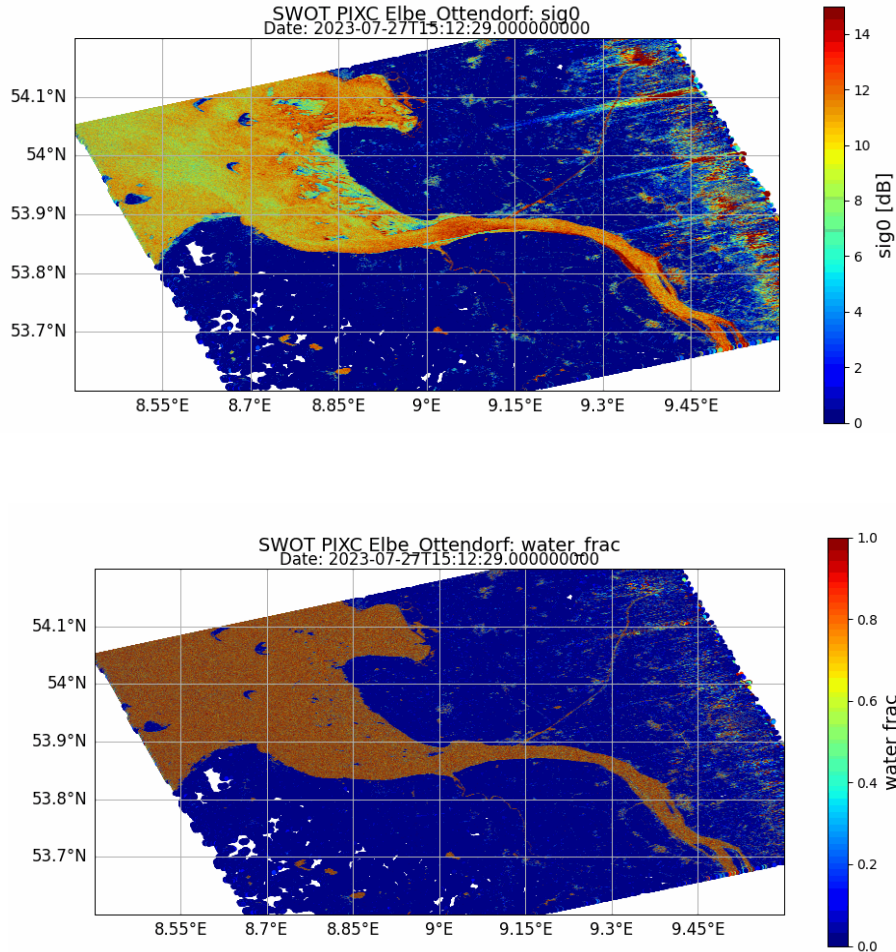 SWOT PIXC Elbe_Ottendorf: sig0
Date: 2023-07-27T15:12:29.000000000
14
12
10
8
6
4
2
0
sig0 [dB]
54.1°N
54°N
53.9°N
53.8°N
53.7°N
8.55°E 8.7°E 8.85°E 9°E 9.15°E 9.3°E 9.45°E
SWOT PIXC Elbe_Ottendorf: water_frac
Date: 2023-07-27T15:12:29.000000000
1.0
0.8
0.6
0.4
0.2
0.0
water_frac
54.1°N
54°N
53.9°N
53.8°N
53.7°N
8.55°E 8.7°E 8.85°E 9°E 9.15°E 9.3°E 9.45°E